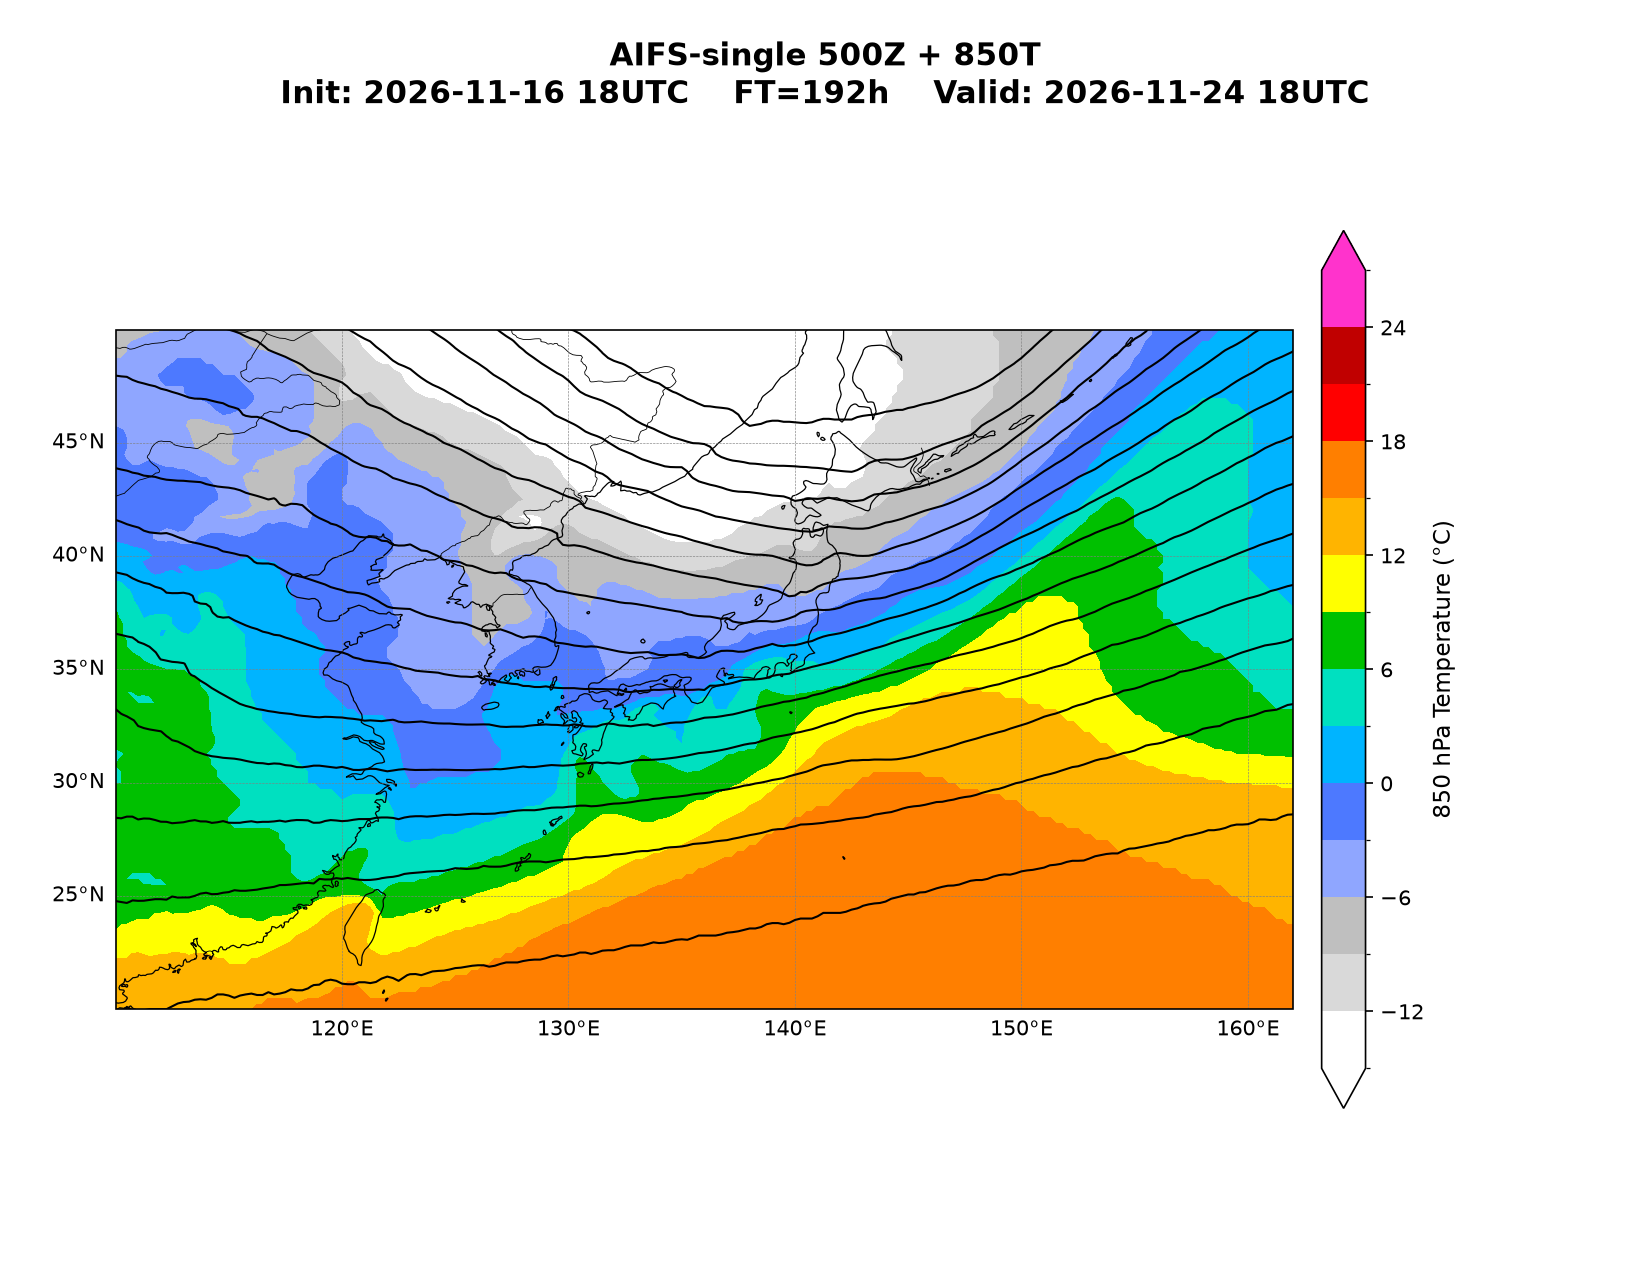 AIFS-single 500Z + 850T
Init: 2026-11-16 18UTC    FT=192h    Valid: 2026-11-24 18UTC
24
18
12
6
0
−6
−12
850 hPa Temperature (°C)
45°N
40°N
35°N
30°N
25°N
120°E
130°E
140°E
150°E
160°E